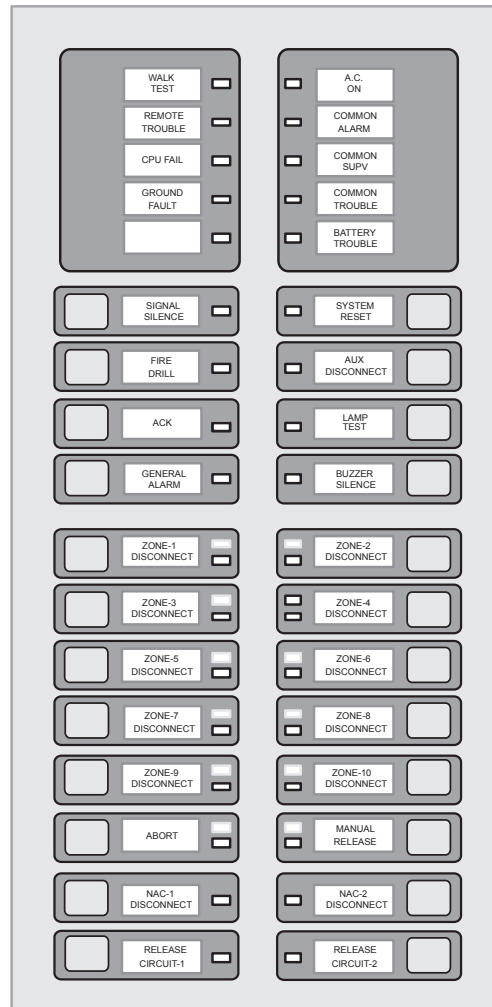 WALK
TEST
A.C.
ON
REMOTE
TROUBLE
COMMON
ALARM
CPU FAIL
COMMON
SUPV
GROUND
FAULT
COMMON
TROUBLE
BATTERY
TROUBLE
SIGNAL
SILENCE
SYSTEM
RESET
FIRE
DRILL
AUX
DISCONNECT
ACK
LAMP
TEST
GENERAL
ALARM
BUZZER
SILENCE
ZONE-1
DISCONNECT
ZONE-2
DISCONNECT
ZONE-3
DISCONNECT
ZONE-4
DISCONNECT
ZONE-5
DISCONNECT
ZONE-6
DISCONNECT
ZONE-7
DISCONNECT
ZONE-8
DISCONNECT
ZONE-9
DISCONNECT
ZONE-10
DISCONNECT
ABORT
MANUAL
RELEASE
NAC-1
DISCONNECT
NAC-2
DISCONNECT
RELEASE
CIRCUIT-1
RELEASE
CIRCUIT-2